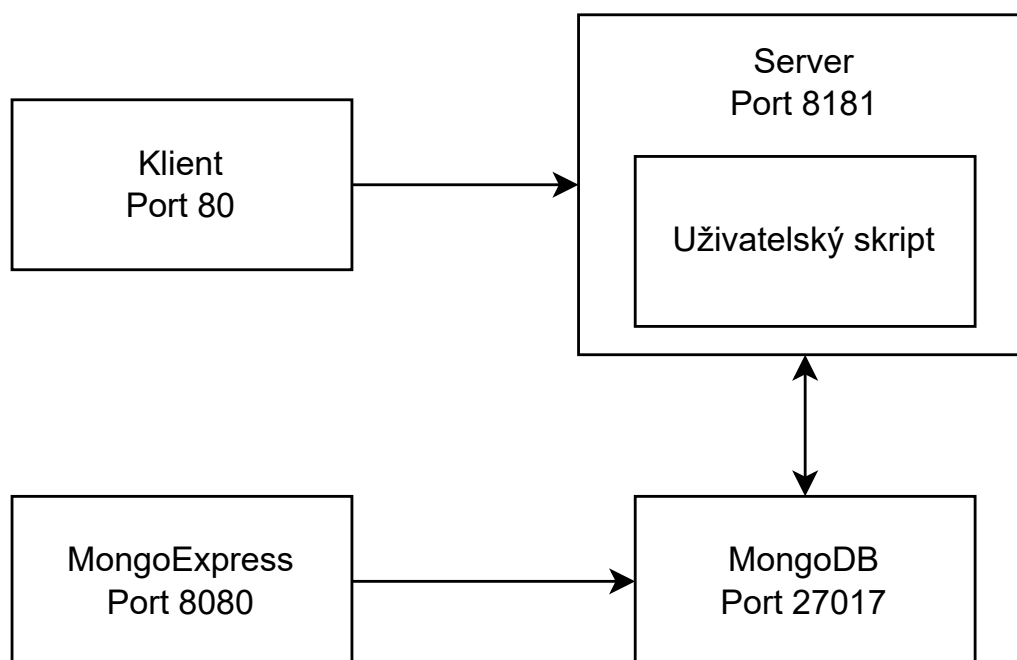 Server
Port 8181
Klient
Port 80
Uživatelský skript
MongoExpress
Port 8080
MongoDB
Port 27017